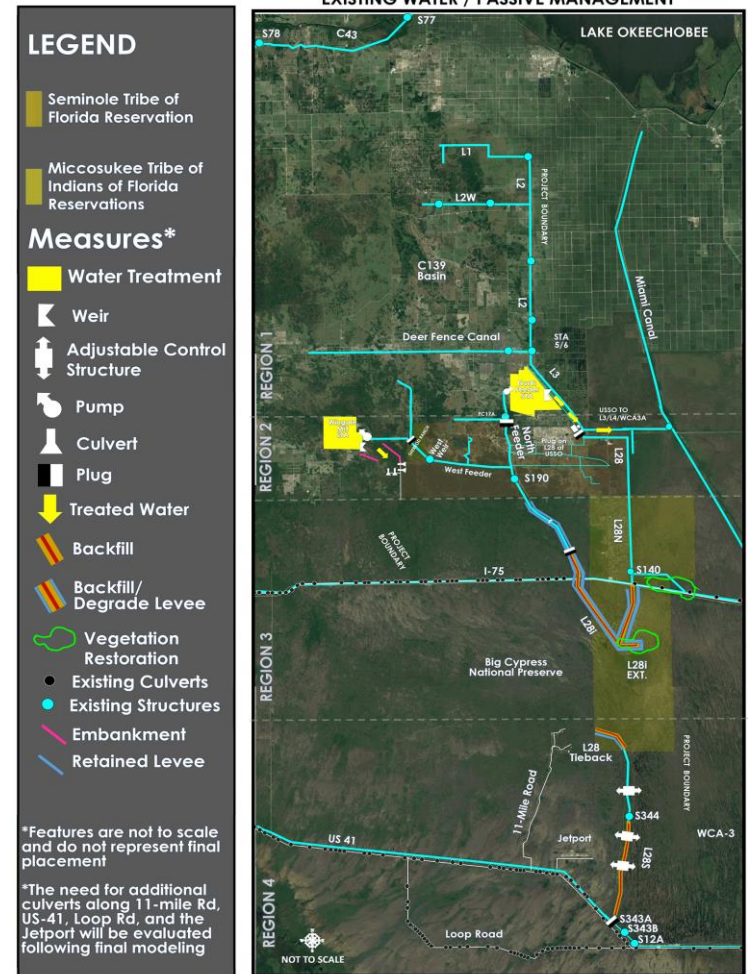 EXISTING WATER / PASSIVE MANAGEMENT
LEGEND
Seminole Tribe of
Florida Reservation
Miccosukee Tribe of
Indians of Florida
Reservations
Measures*
Water Treatment
Weir
Adjustable Control
Structure
Pump
Culvert
Plug
Treated Water
Backfill
Backfill/
Degrade Levee
Vegetation
Restoration
Existing Culverts
Existing Structures
Embankment
Retained Levee
*Features are not to scale
and do not represent final
placement
*The need for additional
culverts along 11-mile Rd,
US-41, Loop Rd, and the
Jetport will be evaluated
following final modeling
S77
S78
C43
LAKE OKEECHOBEE
L1
L2
PROJECT BOUNDARY
L2W
C139
Basin
L2
Miami Canal
Deer Fence Canal
STA
5/6
REGION 1
L3
USSO TO
L3/L4/WCA3A
PC17A
REGION 2
North
Feeder
Plug on
L28 at
USSO
L28
West
Weir
West Feeder
S190
L28N
PROJECT
BOUNDARY
S140
I-75
L28i
REGION 3
Big Cypress
National Preserve
L28i
EXT.
L28
Tieback
PROJECT BOUNDARY
11-Mile Road
S344
Jetport
WCA-3
L28S
US 41
REGION 4
S343A
S343B
S12A
Loop Road
NOT TO SCALE